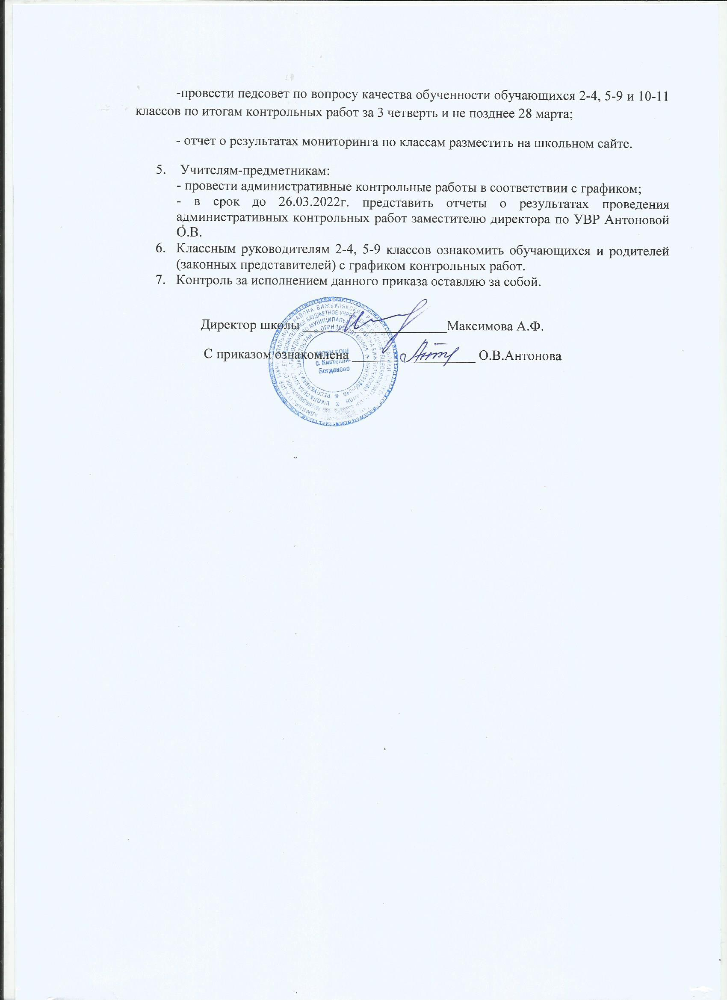 -провести педсовет по вопросу качества обученности обучающихся 2-4, 5-9 и 10-11
классов по итогам контрольных работ за 3 четверть и не позднее 28 марта;
- отчет о результатах мониторинга по классам разместить на школьном сайте.
5. Учителям-предметникам:
- провести административные контрольные работы в соответствии с графиком;
- в срок до 26.03.2022г. представить отчеты о результатах проведения
административных контрольных работ заместителю директора по УВР Антоновой
О.В.
6. Классным руководителям 2-4, 5-9 классов ознакомить обучающихся и родителей
(законных представителей) с графиком контрольных работ.
7. Контроль за исполнением данного приказа оставляю за собой.
Директор школы ____________________Максимова А.Ф.
С приказом ознакомлена __________________ О.В.Антонова
МОБУ СОШ
с. Кистенли-
Богданово